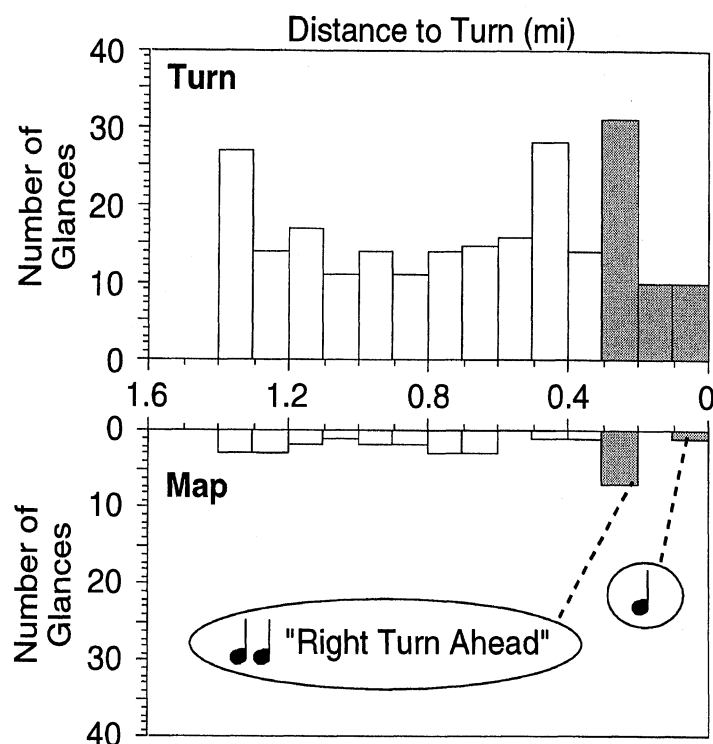 Distance to Turn (mi)
40
Turn
30
20
10
0
Number of
Glances
1.6 1.2 0.8 0.4 0
0
Map
10
20
30
40
Number of
Glances
"Right Turn Ahead"